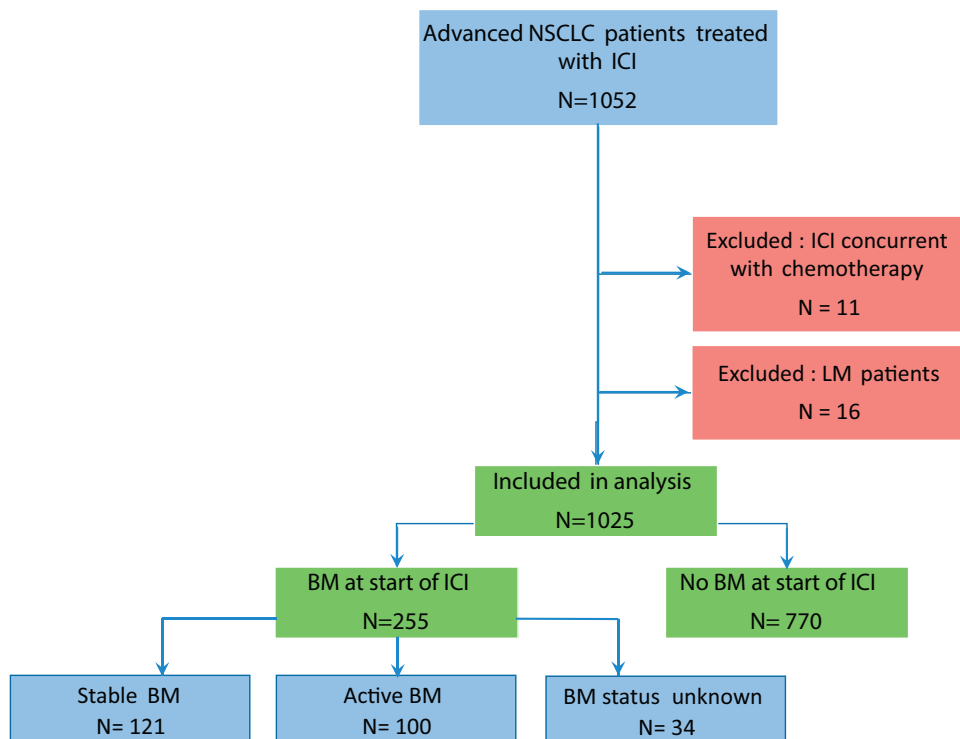 Advanced NSCLC patients treated
with ICI
N=1052
Excluded : ICI concurrent
with chemotherapy
N = 11
Excluded : LM patients
N = 16
Included in analysis
N=1025
BM at start of ICI
N=255
No BM at start of ICI
N= 770
Stable BM
N= 121
Active BM
N= 100
BM status unknown
N= 34